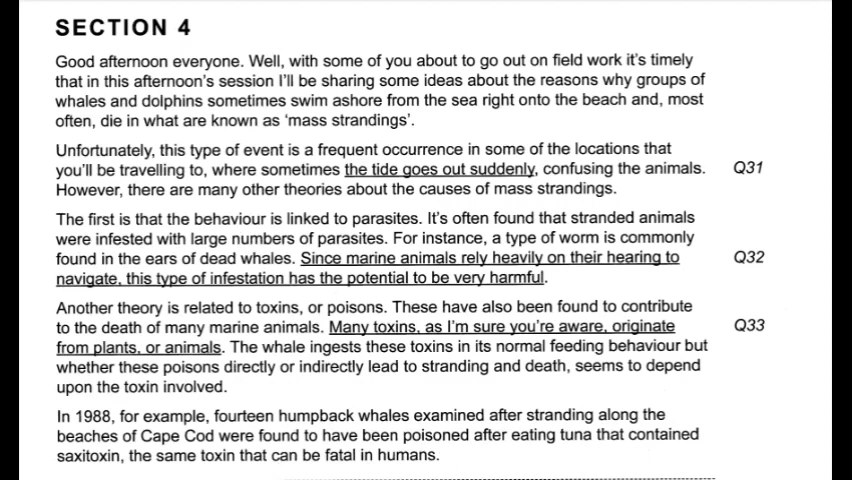 SECTION 4
Good afternoon everyone. Well, with some of you about to go out on field work it's timely
that in this afternoon's session I'll be sharing some ideas about the reasons why groups of
whales and dolphins sometimes swim ashore from the sea right onto the beach and, most
often, die in what are known as 'mass strandings'.
Unfortunately, this type of event is a frequent occurrence in some of the locations that
you'll be travelling to, where sometimes the tide goes out suddenly, confusing the animals. Q31
However, there are many other theories about the causes of mass strandings.
The first is that the behaviour is linked to parasites. It's often found that stranded animals
were infested with large numbers of parasites. For instance, a type of worm is commonly
found in the ears of dead whales. Since marine animals rely heavily on their hearing to Q32
navigate, this type of infestation has the potential to be very harmful.
Another theory is related to toxins, or poisons. These have also been found to contribute
to the death of many marine animals. Many toxins, as I'm sure you're aware, originate Q33
from plants, or animals. The whale ingests these toxins in its normal feeding behaviour but
whether these poisons directly or indirectly lead to stranding and death, seems to depend
upon the toxin involved.
In 1988, for example, fourteen humpback whales examined after stranding along the
beaches of Cape Cod were found to have been poisoned after eating tuna that contained
saxitoxin, the same toxin that can be fatal in humans.